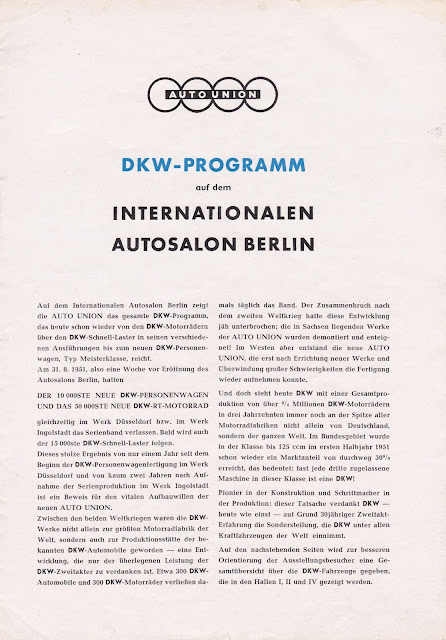 AUTO UNION
DKW-PROGRAMM
auf dem
INTERNATIONALEN
AUTOSALON BERLIN
Auf dem Internationalen Autosalon Berlin zeigt
die AUTO UNION das gesamte DKW-Programm,
das heute schon wieder von den DKW-Motorrädern
über den DKW-Schnell-Laster in seinen verschiede-
nen Ausführungen bis zum neuen DKW-Personen-
wagen, Typ Meisterklasse, reicht.
Am 31. 8. 1951, also eine Woche vor Eröffnung des
Autosalons Berlin, hatten
DER 10 000STE NEUE DKW-PERSONENWAGEN
UND DAS 50 000STE NEUE DKW-RT-MOTORRAD
gleichzeitig im Werk Düsseldorf bzw. im Werk
Ingolstadt das Serienband verlassen. Bald wird auch
der 15 000ste DKW-Schnell-Laster folgen.
Dieses stolze Ergebnis von nur einem Jahr seit dem
Beginn der DKW-Personenwagenfertigung im Werk
Düsseldorf und von kaum zwei Jahren nach Auf-
nahme der Serienproduktion im Werk Ingolstadt
ist ein Beweis für den vitalen Aufbauwillen der
neuen AUTO UNION.
Zwischen den beiden Weltkriegen waren die DKW-
Werke nicht allein zur größten Motorradfabrik der
Welt, sondern auch zur Produktionsstätte der be-
kannten DKW-Automobile geworden — eine Ent-
wicklung, die nur der überlegenen Leistung der
DKW-Zweitakter zu verdanken ist. Etwa 300 DKW-
Automobile und 300 DKW-Motorräder verließen da-
mals täglich das Band. Der Zusammenbruch nach
dem zweiten Weltkrieg hatte diese Entwicklung
jäh unterbrochen; die in Sachsen liegenden Werke
der AUTO UNION wurden demontiert und enteig-
net! Im Westen aber entstand die neue AUTO
UNION, die erst nach Errichtung neuer Werke und
Überwindung großer Schwierigkeiten die Fertigung
wieder aufnehmen konnte.
Und doch steht heute DKW mit einer Gesamtpro-
duktion von über ³/₄ Millionen DKW-Motorrädern
in drei Jahrzehnten immer noch an der Spitze aller
Motorradfabriken nicht allein von Deutschland,
sondern der ganzen Welt. Im Bundesgebiet wurde
in der Klasse bis 125 ccm im ersten Halbjahr 1951
schon wieder ein Marktanteil von durchweg 30%
erreicht, das bedeutet: fast jede dritte zugelassene
Maschine in dieser Klasse ist eine DKW!
Pionier in der Konstruktion und Schrittmacher in
der Produktion: dieser Tatsache verdankt DKW —
heute wie einst — auf Grund 30jähriger Zweitakt-
Erfahrung die Sonderstellung, die DKW unter allen
Kraftfahrzeugen der Welt einnimmt.
Auf den nachstehenden Seiten wird zur besseren
Orientierung der Ausstellungsbesucher eine Ge-
samtübersicht über die DKW-Fahrzeuge gegeben,
die in den Hallen I, II und IV gezeigt werden.